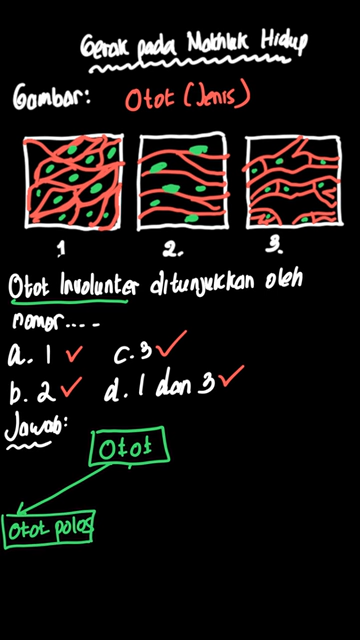 Gerak pada Makhluk Hidup
Gambar: Otot (Jenis)
1. 2. 3.
Otot Involunter ditunjukkan oleh
nomor....
a. 1 c. 3
b. 2 d. 1 dan 3
Jawab:
Otot
Otot polos